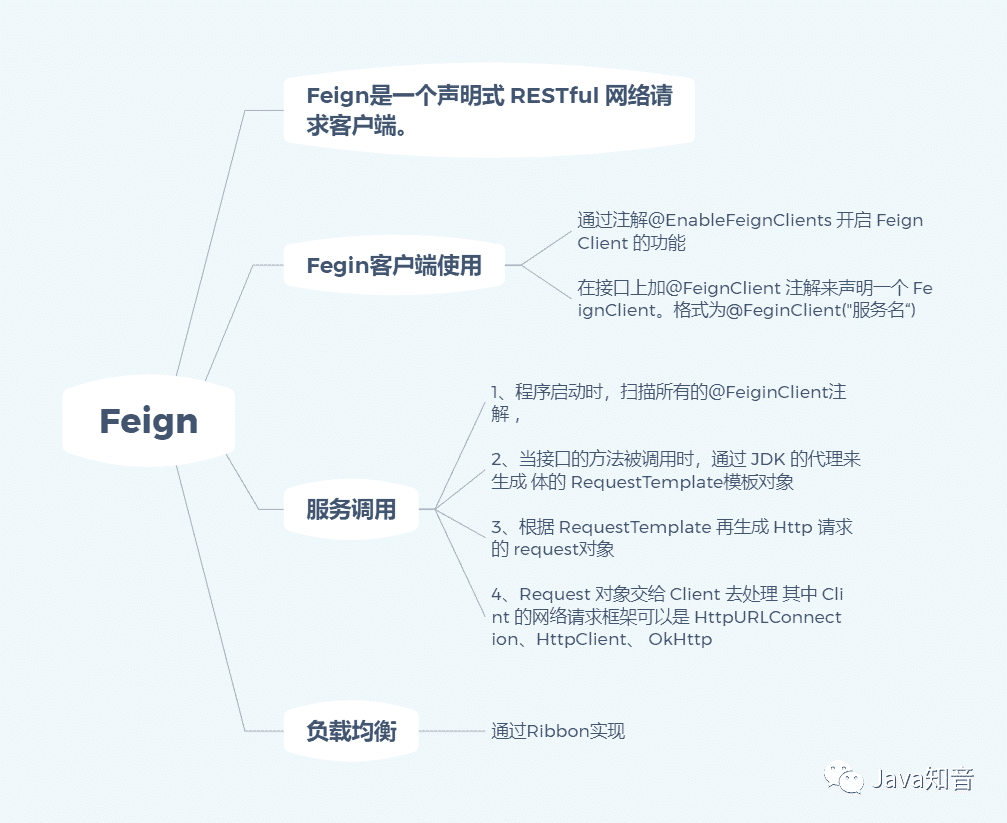 Feign是一个声明式 RESTful 网络请
求客户端。
通过注解@EnableFeignClients 开启 Feign
Client 的功能
Fegin客户端使用
在接口上加@FeignClient 注解来声明一个 Fe
ignClient。格式为@FeginClient("服务名“)
Feign
1、程序启动时，扫描所有的@FeiginClient注
解，
2、当接口的方法被调用时，通过 JDK 的代理来
生成 体的 RequestTemplate模板对象
服务调用
3、根据 RequestTemplate 再生成 Http 请求
的 request对象
4、Request 对象交给 Client 去处理 其中 Cli
nt 的网络请求框架可以是 HttpURLConnect
ion、HttpClient、 OkHttp
负载均衡
通过Ribbon实现
Java知音